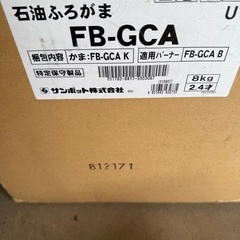 石油ふろがま
U
FB-GCA
梱包内容 かま:FB-GCA K 適用バーナー FB-GCA B
特定保守製品
8kg
2.4才
サンポット株式会社
812171